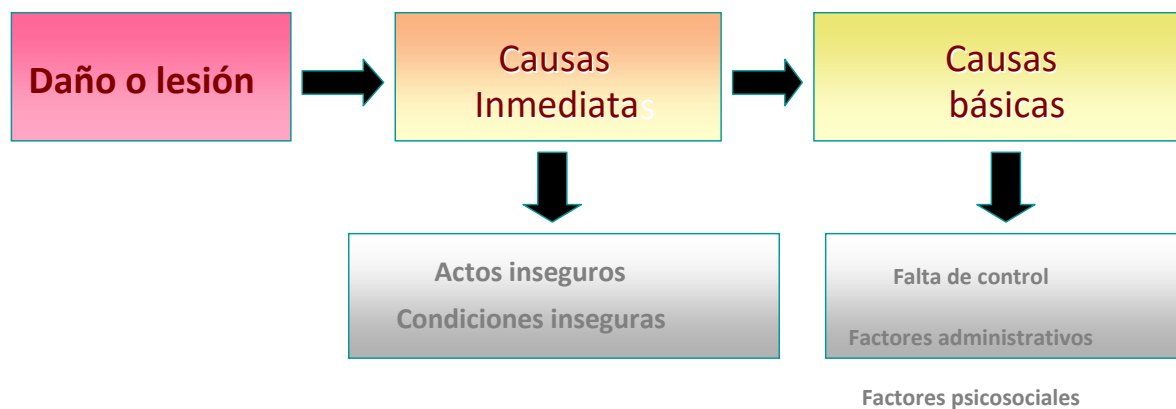 Daño o lesión
Causas
Inmediatas
Causas
básicas
Actos inseguros
Condiciones inseguras
Falta de control
Factores administrativos
Factores psicosociales